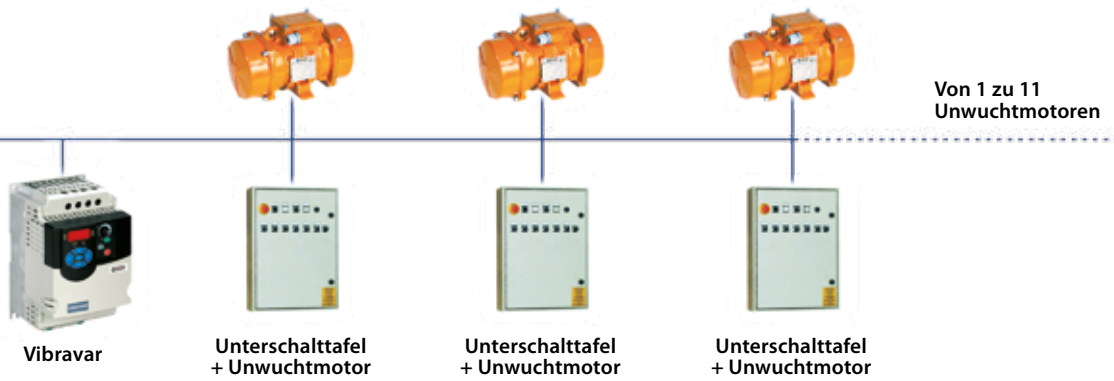 Von 1 zu 11
Unwuchtmotoren
Vibravar
Unterschalttafel
+ Unwuchtmotor
Unterschalttafel
+ Unwuchtmotor
Unterschalttafel
+ Unwuchtmotor